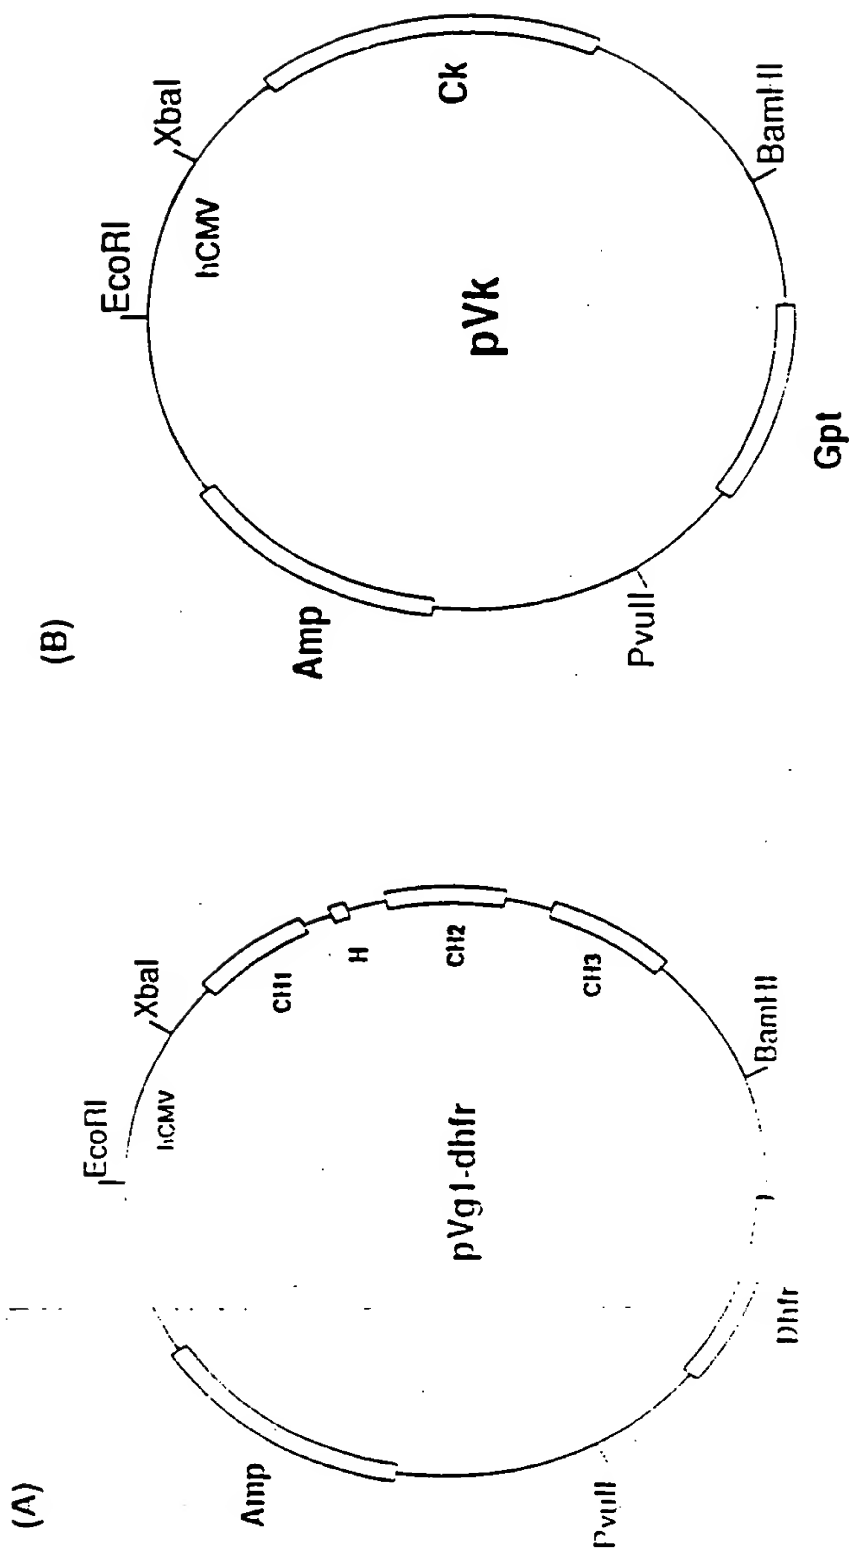 (A)
EcoRI
XbaI
hCMV
CH1
H
CH2
CH3
BamHI
Dhfr
PvuII
Amp
pVg1-dhfr
(B)
EcoRI
XbaI
hCMV
Ck
BamHI
Gpt
PvuII
Amp
pVk